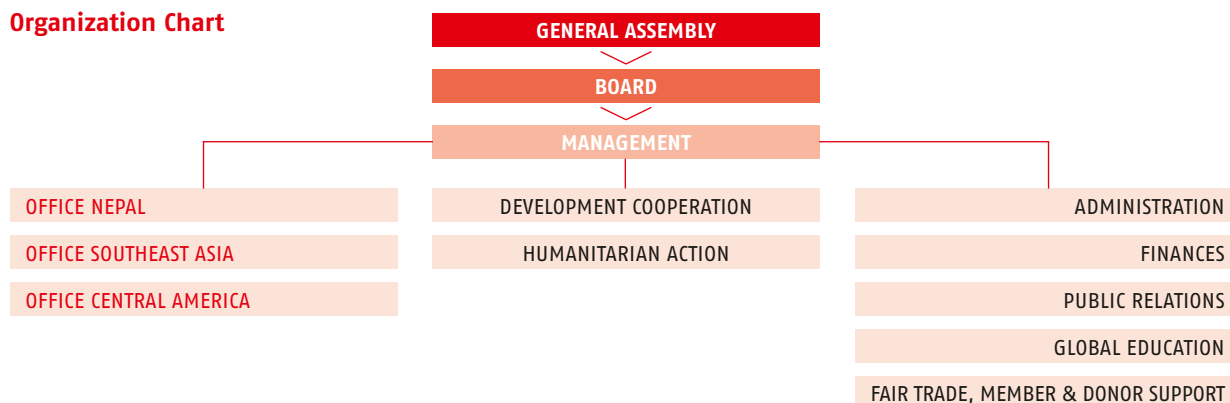 Organization Chart
GENERAL ASSEMBLY
BOARD
MANAGEMENT
OFFICE NEPAL
OFFICE SOUTHEAST ASIA
OFFICE CENTRAL AMERICA
DEVELOPMENT COOPERATION
HUMANITARIAN ACTION
ADMINISTRATION
FINANCES
PUBLIC RELATIONS
GLOBAL EDUCATION
FAIR TRADE, MEMBER & DONOR SUPPORT